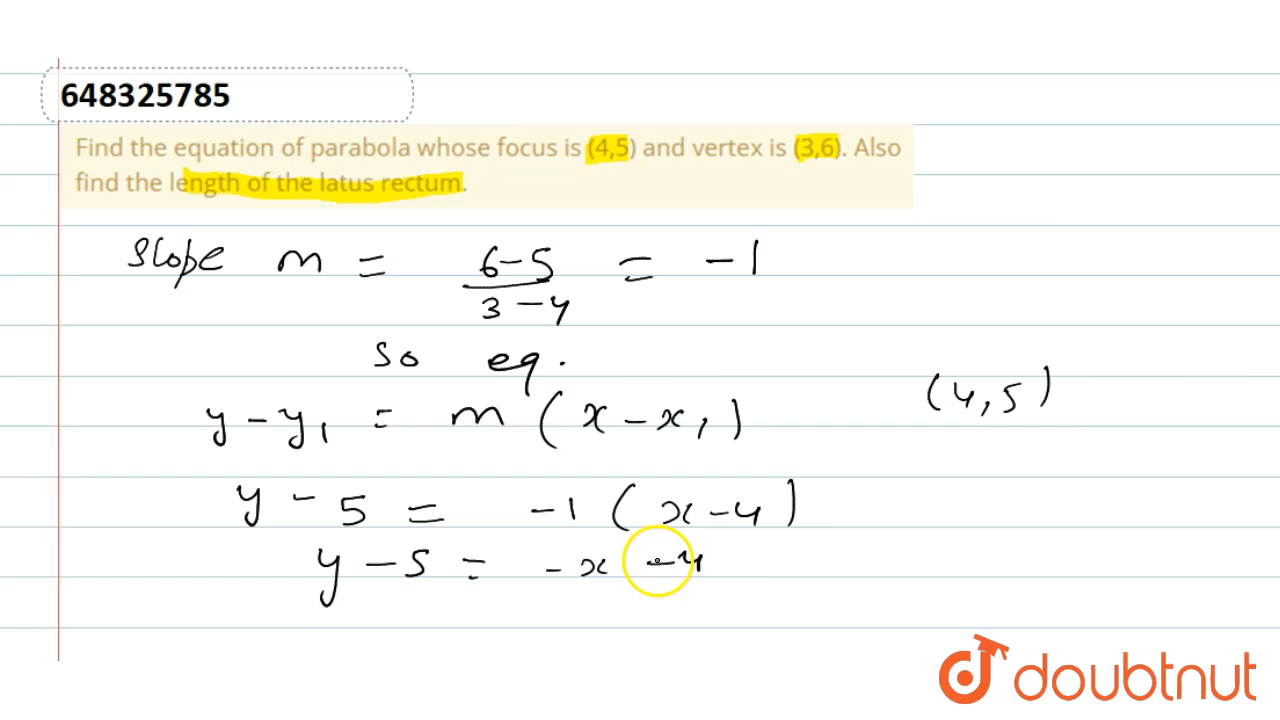 648325785
Find the equation of parabola whose focus is (4,5) and vertex is (3,6). Also
find the length of the latus rectum.
Slope m = 6-5/3-4 = -1
So eq.
(4,5)
y-y1 = m(x-x1)
y-5 = -1(x-4)
y-5 = -x-4
doubtnut